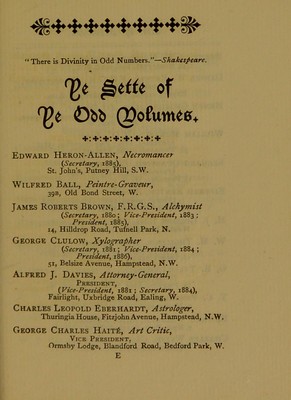 "There is Divinity in Odd Numbers."—Shakespeare.
Ye Sette of
Ye Odd Volumes.
EDWARD HERON-ALLEN, Necromancer
(Secretary, 1885),
St. John's, Putney Hill, S.W.
WILFRED BALL, Peintre-Graveur,
39B, Old Bond Street, W.
JAMES ROBERTS BROWN, F.R.G.S., Alchymist
(Secretary, 1880; Vice-President, 1883;
President, 1885),
14, Hilldrop Road, Tufnell Park, N.
GEORGE CLULOW, Xylographer
(Secretary, 1881; Vice-President, 1884;
President, 1886),
51, Belsize Avenue, Hampstead, N.W.
ALFRED J. DAVIES, Attorney-General,
PRESIDENT,
(Vice-President, 1881; Secretary, 1884),
Fairlight, Uxbridge Road, Ealing, W.
CHARLES LEOPOLD EBERHARDT, Astrologer,
Thuringia House, Fitzjohn Avenue, Hampstead, N.W.
GEORGE CHARLES HAITÉ, Art Critic,
VICE PRESIDENT,
Ormsby Lodge, Blandford Road, Bedford Park, W.
E